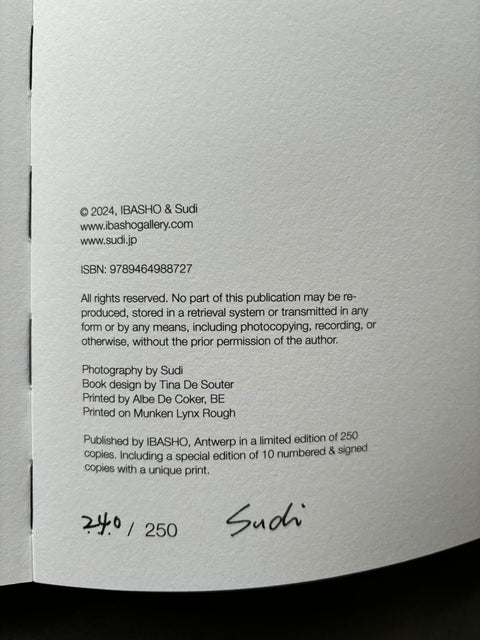 © 2024, IBASHO & Sudi
www.ibashogallery.com
www.sudi.jp
ISBN: 9789464988727
All rights reserved. No part of this publication may be re-
produced, stored in a retrieval system or transmitted in any
form or by any means, including photocopying, recording, or
otherwise, without the prior permission of the author.
Photography by Sudi
Book design by Tina De Souter
Printed by Albe De Coker, BE
Printed on Munken Lynx Rough
Published by IBASHO, Antwerp in a limited edition of 250
copies. Including a special edition of 10 numbered & signed
copies with a unique print.
240 / 250 Sudi